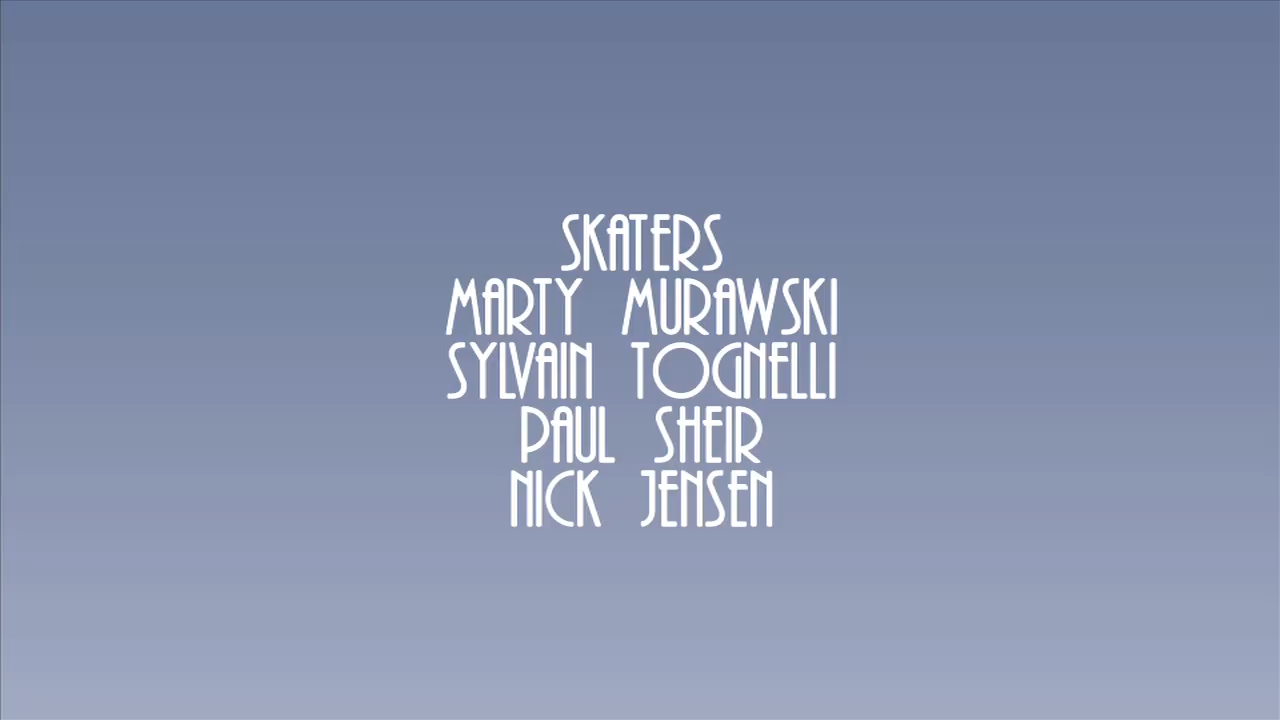 SKATERS
MARTY MURAWSKI
SYLVAIN TOGNELLI
PAUL SHEIR
NICK JENSEN